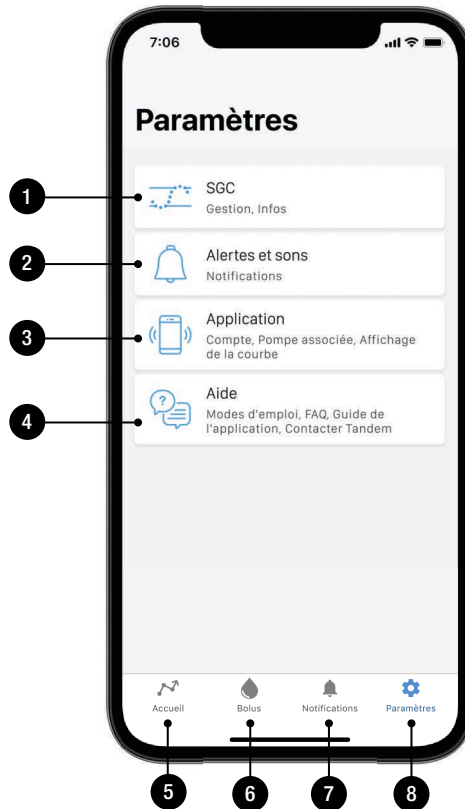 7:06
Paramètres
1
SGC
Gestion, Infos
2
Alertes et sons
Notifications
3
Application
Compte, Pompe associée, Affichage
de la courbe
4
Aide
?
Modes d'emploi, FAQ, Guide de
l'application, Contacter Tandem
Accueil
Bolus
Notifications
Paramètres
5
6
7
8